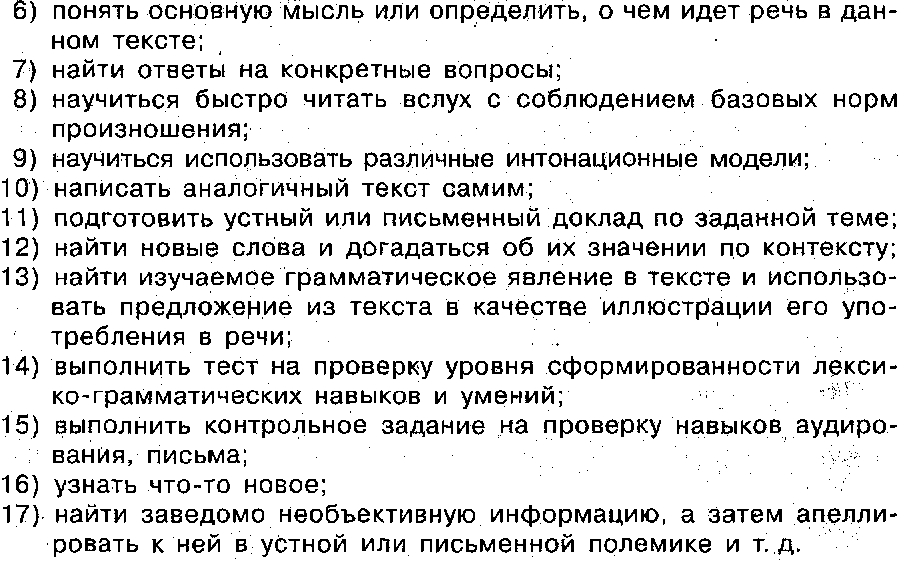 6) понять основную мысль или определить, о чем идет речь в дан-
ном тексте;
7) найти ответы на конкретные вопросы;
8) научиться быстро читать вслух с соблюдением базовых норм
произношения;
9) научиться использовать различные интонационные модели;
10) написать аналогичный текст самим;
11) подготовить устный или письменный доклад по заданной теме;
12) найти новые слова и догадаться об их значении по контексту;
13) найти изучаемое грамматическое явление в тексте и использо-
вать предложение из текста в качестве иллюстрации его упо-
требления в речи;
14) выполнить тест на проверку уровня сформированности лекси-
ко-грамматических навыков и умений;
15) выполнить контрольное задание на проверку навыков аудиро-
вания, письма;
16) узнать что-то новое;
17) найти заведомо необъективную информацию, а затем апелли-
ровать к ней в устной или письменной полемике и т. д.